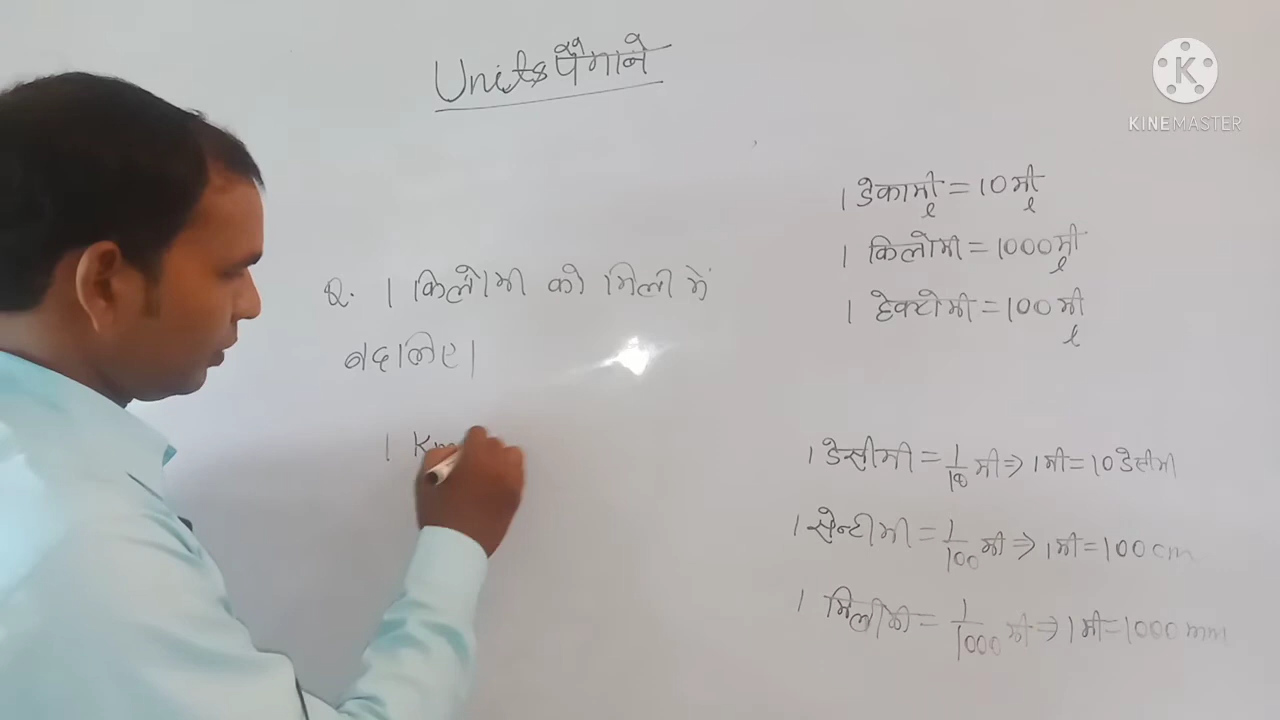 Units पैमाने
KINEMASTER
Q. 1 किलोमी को मिली में
बदलिए।
1 Km
1 डेकामी = 10 मी
1 किलोमी = 1000 मी
1 हेक्टोमी = 100 मी
1 डेसीमी = 1/10 मी ⇒ 1 मी = 10 डेसीमी
1 सेन्टीमी = 1/100 मी ⇒ 1 मी = 100 cm
1 मिलीमी = 1/1000 मी ⇒ 1 मी = 1000 mm